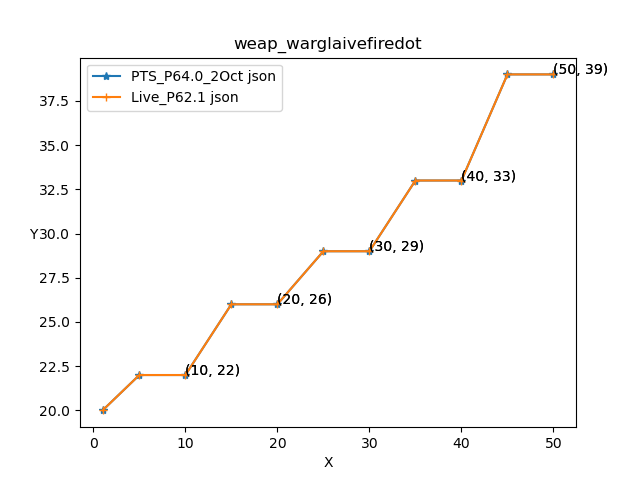 weap_warglaivefiredot
PTS_P64.0_2Oct json
Live_P62.1 json
37.5
35.0
32.5
Y
30.0
27.5
25.0
22.5
20.0
(50, 39)
(40, 33)
(30, 29)
(20, 26)
(10, 22)
0 10 20 30 40 50
X